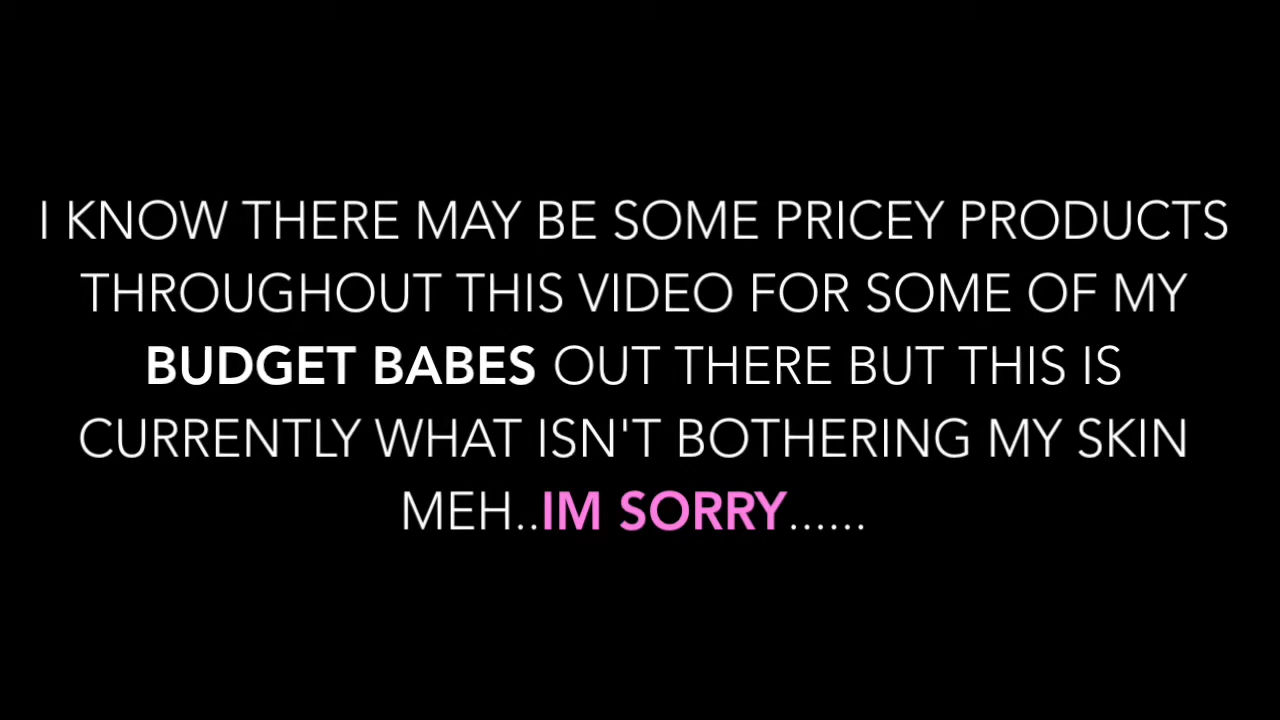 I KNOW THERE MAY BE SOME PRICEY PRODUCTS
THROUGHOUT THIS VIDEO FOR SOME OF MY
BUDGET BABES OUT THERE BUT THIS IS
CURRENTLY WHAT ISN'T BOTHERING MY SKIN
MEH..IM SORRY......